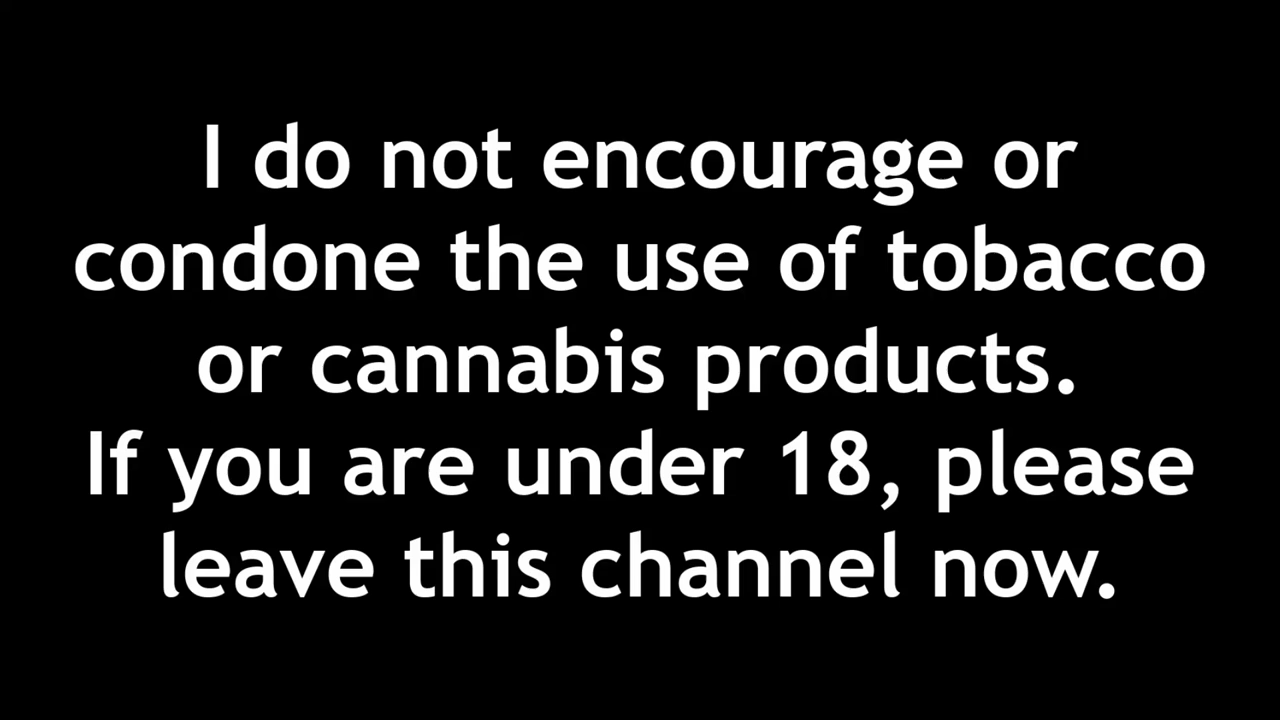 I do not encourage or
condone the use of tobacco
or cannabis products.
If you are under 18, please
leave this channel now.